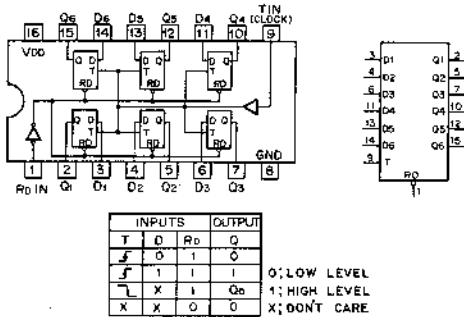 Q6 D6 D5 Q5 D4 Q4 TIN (CLOCK)
16 15 14 13 12 11 10 9
VDD
Q D D Q D Q
T T T
RD RD RD
Q D D Q D Q
T T T
RD RD RD
GND
1 2 3 4 5 6 7 8
RD IN Q1 D1 D2 Q2 D3 Q3
3 D1 Q1 2
4 D2 Q2 5
6 D3 Q3 7
11 D4 Q4 10
13 D5 Q5 12
14 D6 Q6 15
9 T
RD
1
INPUTS OUTPUT
T D RD Q
0 1 0
1 1 1
X 1 Q0
X X 0 0
0; LOW LEVEL
1; HIGH LEVEL
X; DON'T CARE